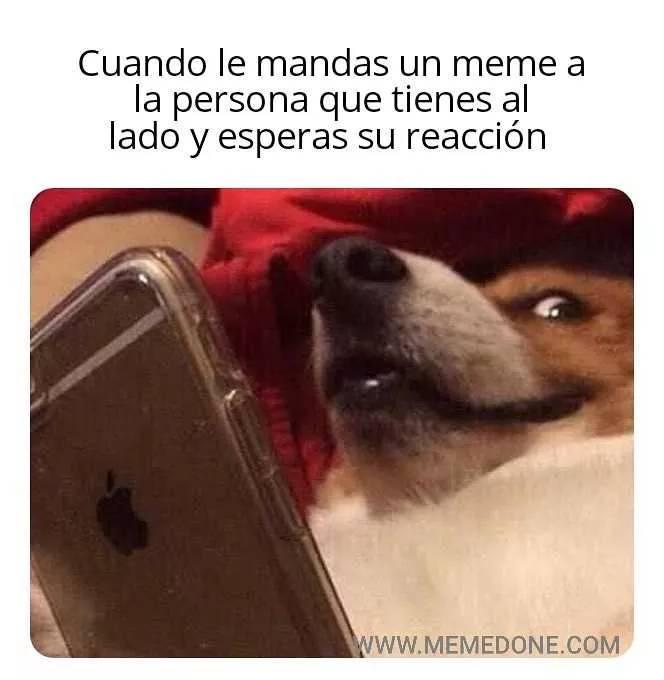 Cuando le mandas un meme a
la persona que tienes al
lado y esperas su reacción
WWW.MEMEDONE.COM